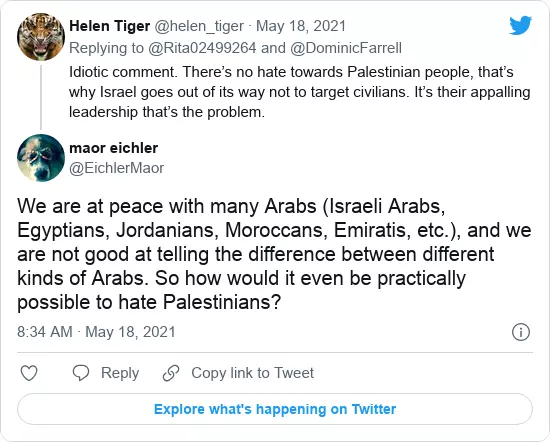 Helen Tiger @helen_tiger · May 18, 2021
Replying to @Rita02499264 and @DominicFarrell
Idiotic comment. There’s no hate towards Palestinian people, that’s
why Israel goes out of its way not to target civilians. It’s their appalling
leadership that’s the problem.
maor eichler
@EichlerMaor
We are at peace with many Arabs (Israeli Arabs,
Egyptians, Jordanians, Moroccans, Emiratis, etc.), and we
are not good at telling the difference between different
kinds of Arabs. So how would it even be practically
possible to hate Palestinians?
8:34 AM · May 18, 2021
Reply Copy link to Tweet
Explore what's happening on Twitter